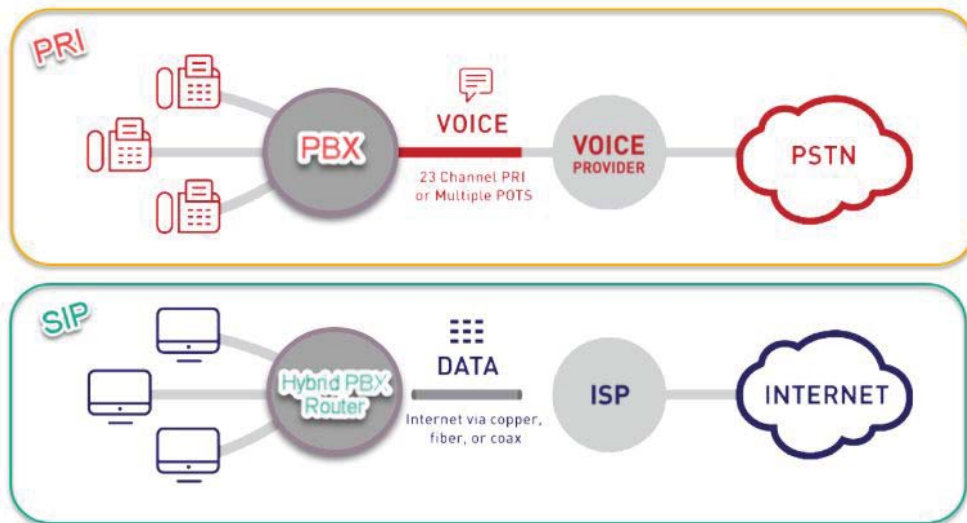 PRI
PBX
VOICE
23 Channel PRI
or Multiple POTS
VOICE
PROVIDER
PSTN
SIP
Hybrid PBX
Router
DATA
Internet via copper,
fiber, or coax
ISP
INTERNET